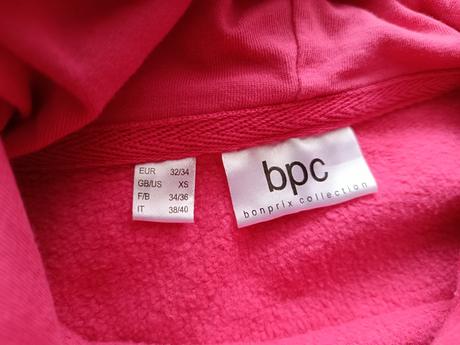 EUR 32/34
GB/US XS
F/B 34/36
IT 38/40
bpc
bonprix collection